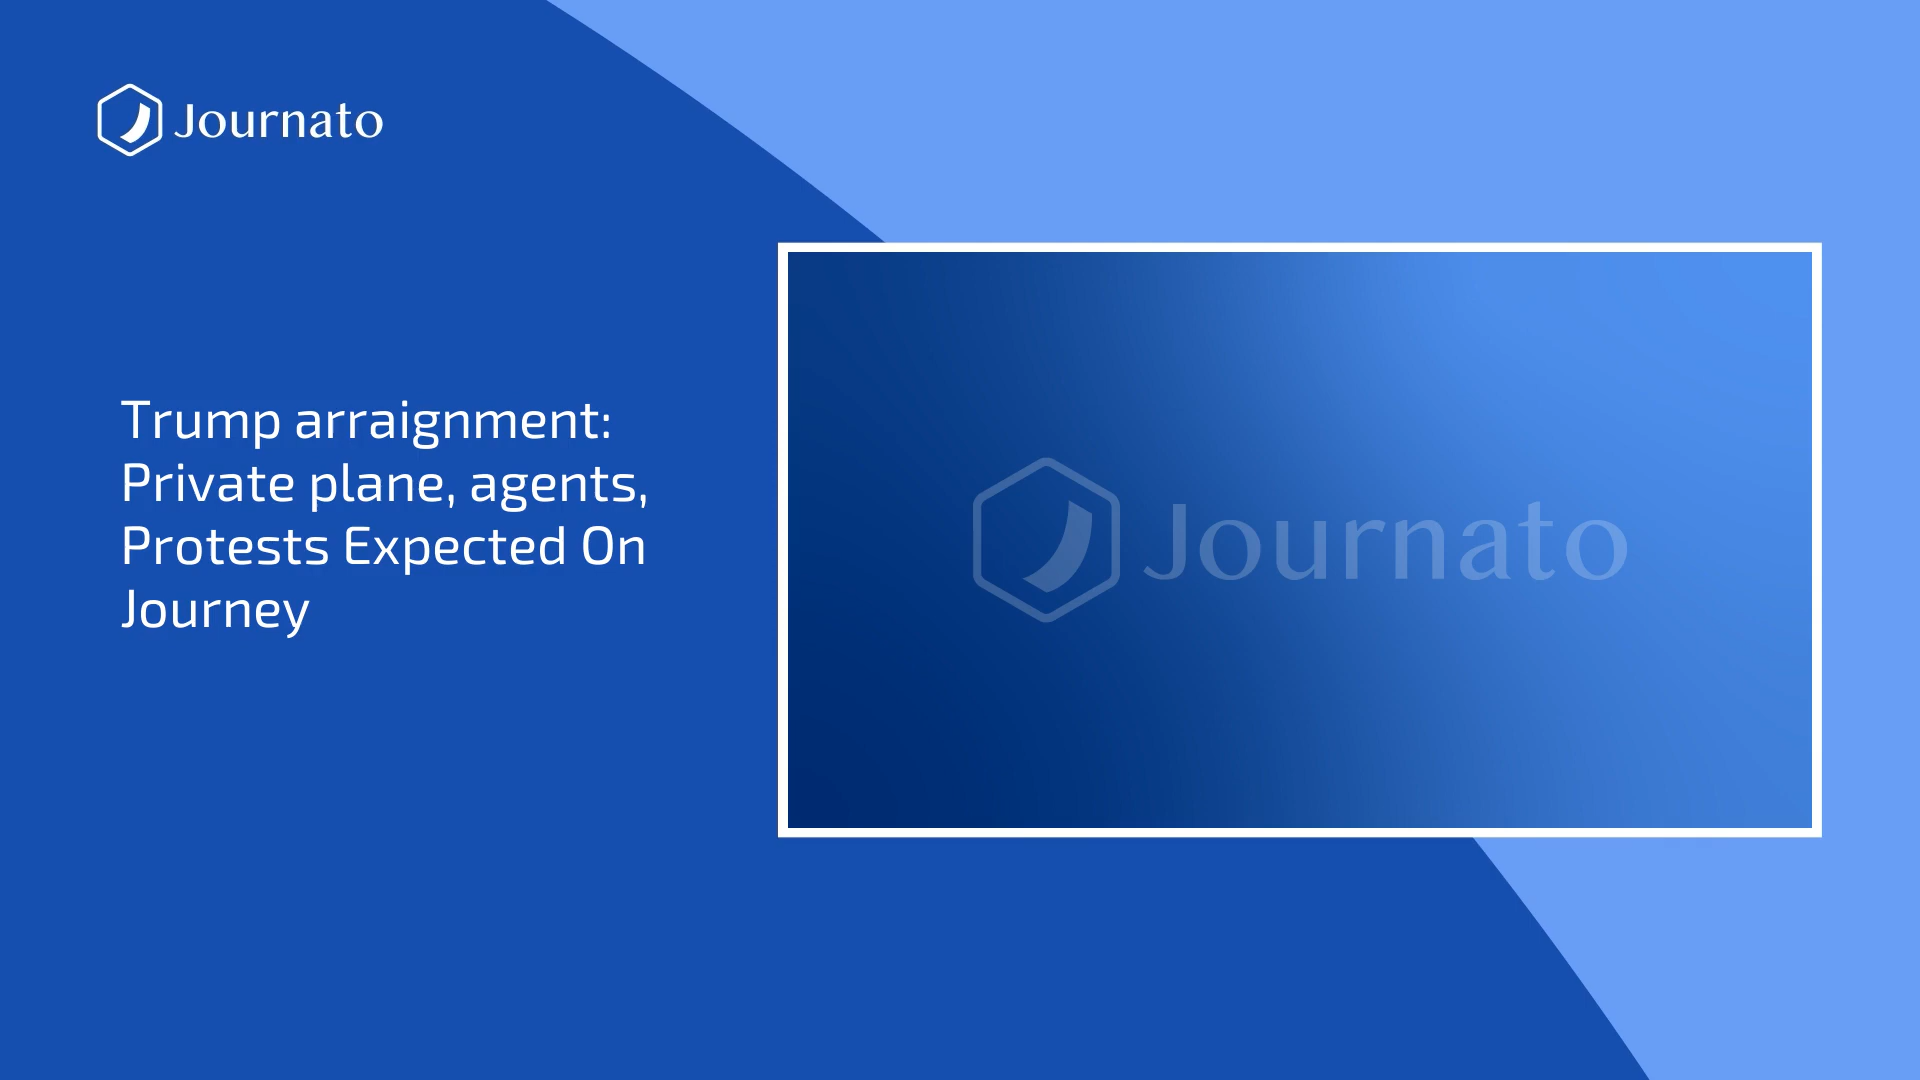 Journato
Trump arraignment:
Private plane, agents,
Protests Expected On
Journey
Journato